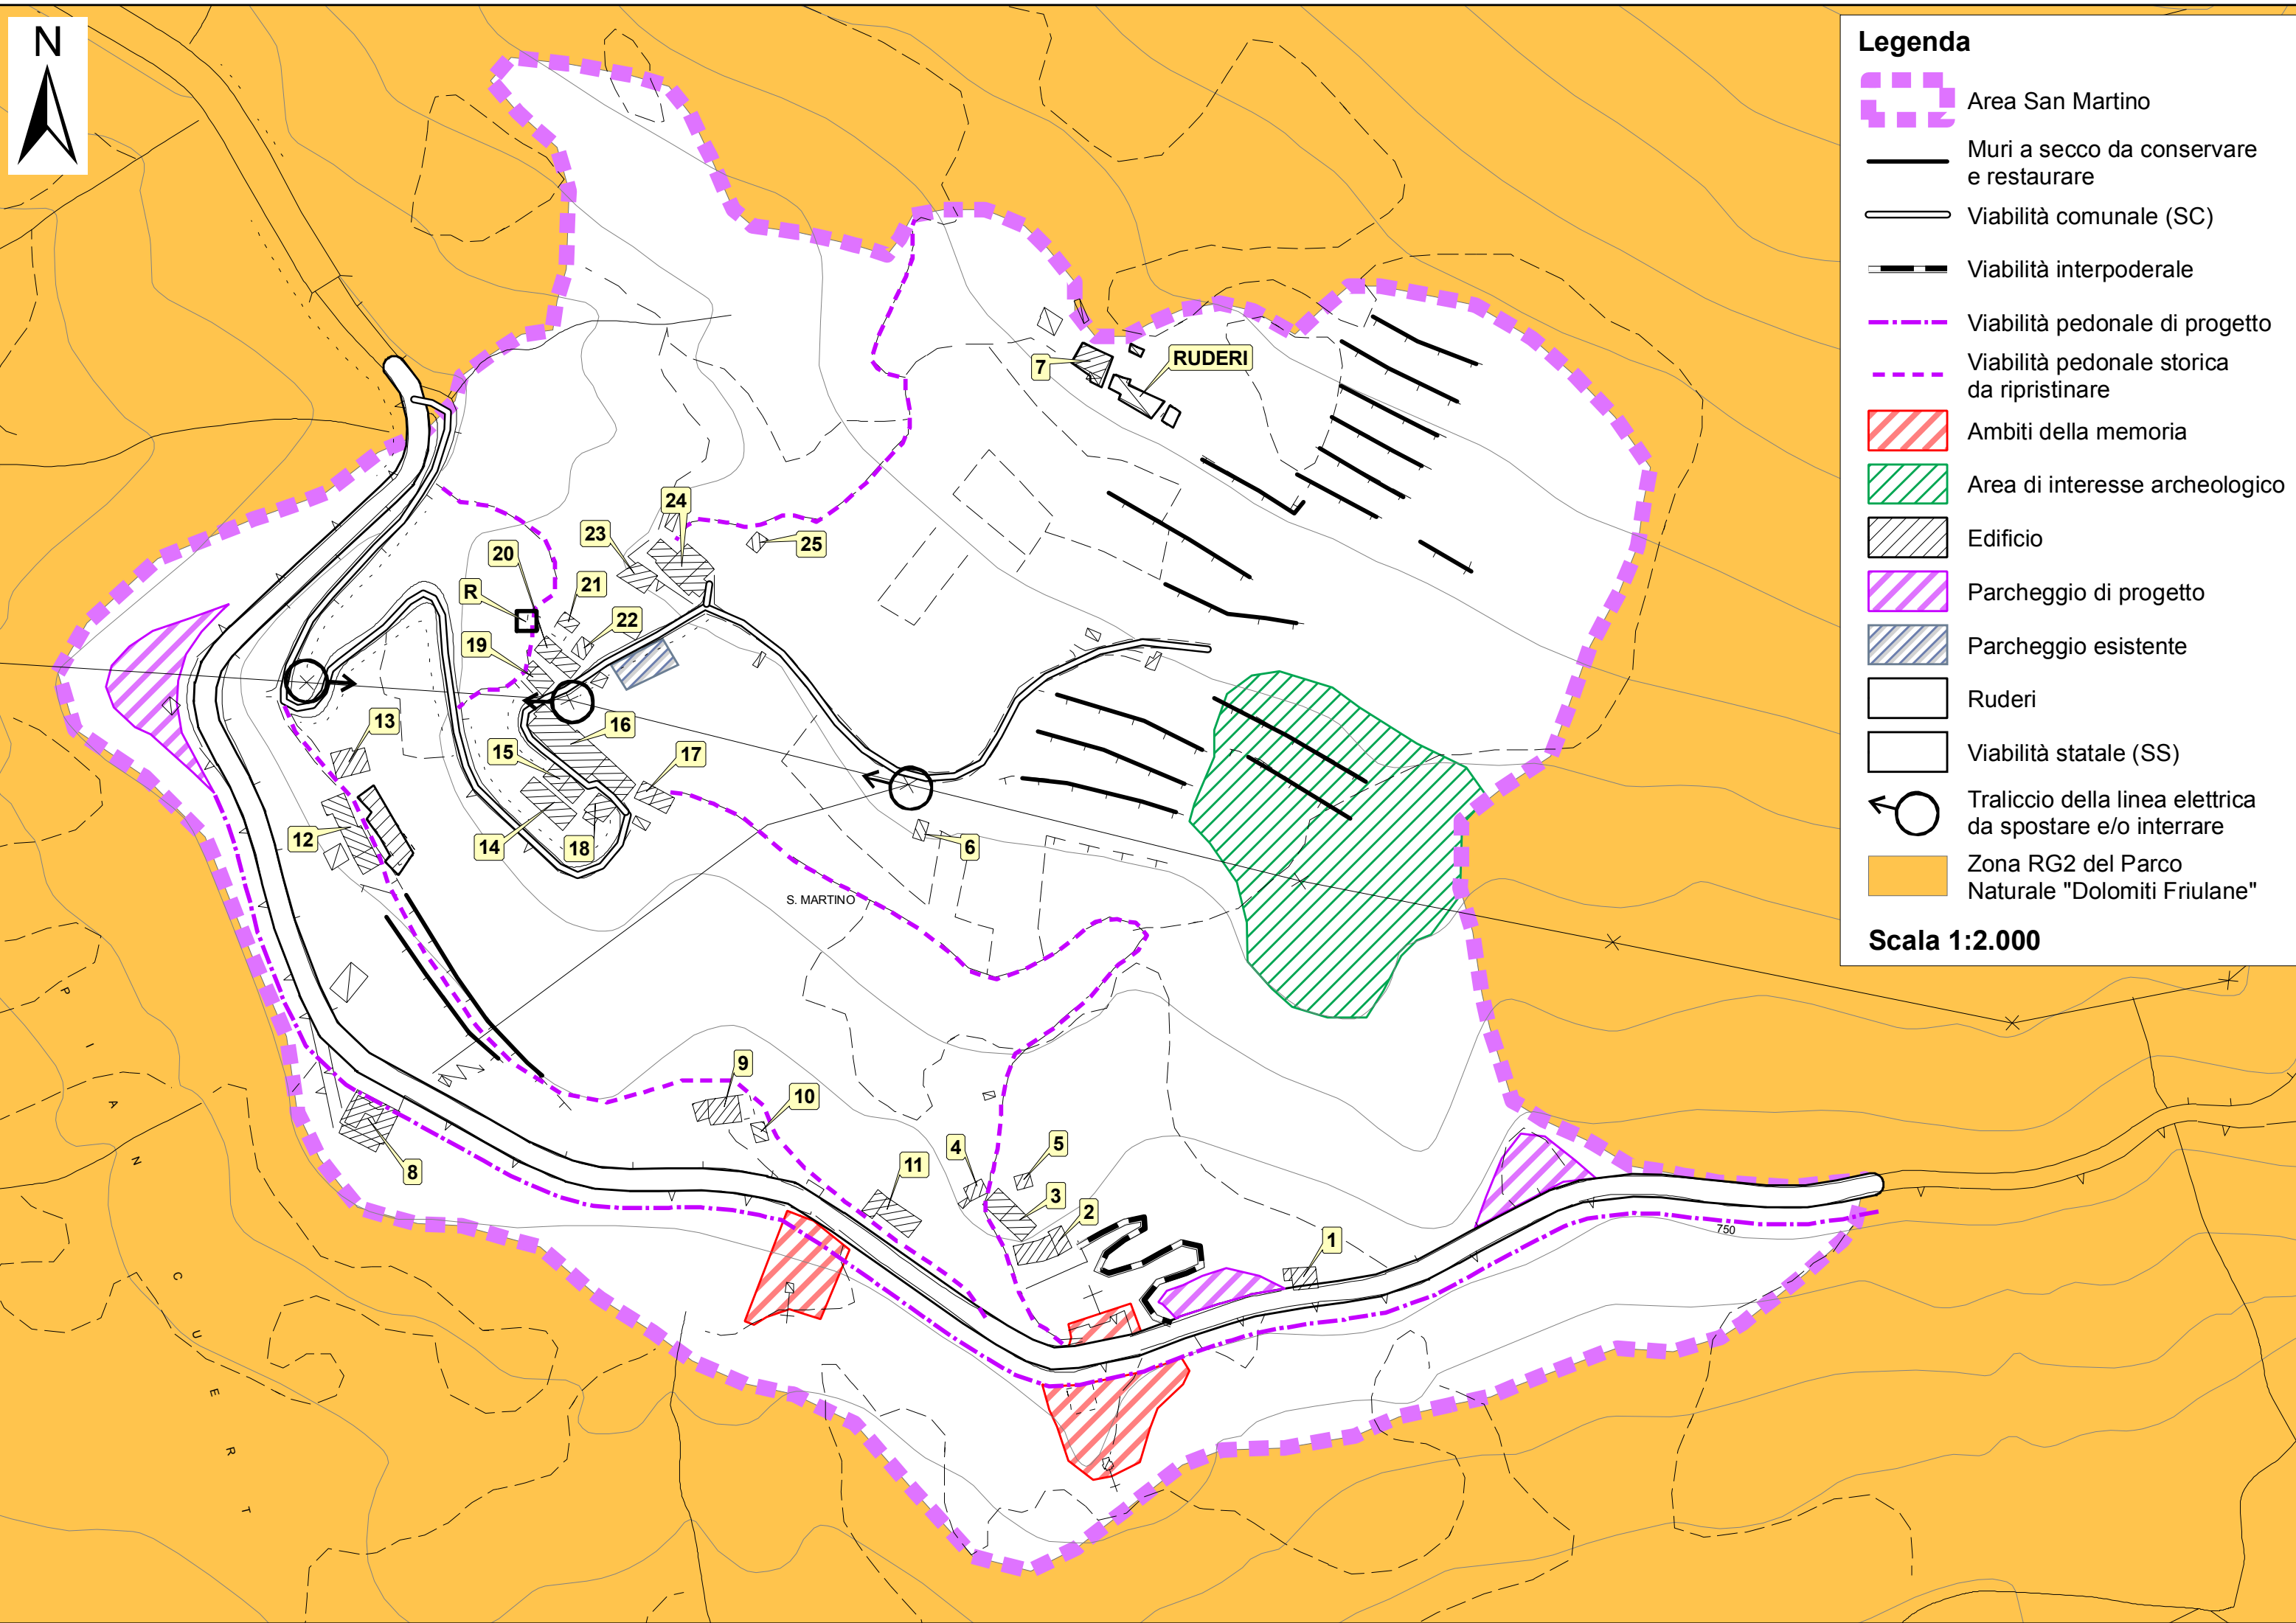 N
Legenda
Area San Martino
Muri a secco da conservare
e restaurare
Viabilità comunale (SC)
Viabilità interpoderale
Viabilità pedonale di progetto
Viabilità pedonale storica
da ripristinare
Ambiti della memoria
Area di interesse archeologico
Edificio
Parcheggio di progetto
Parcheggio esistente
Ruderi
Viabilità statale (SS)
Traliccio della linea elettrica
da spostare e/o interrare
Zona RG2 del Parco
Naturale "Dolomiti Friulane"
Scala 1:2.000
7
RUDERI
24
23
25
20
21
R
22
19
13
16
15
17
12
14
18
6
S. MARTINO
9
10
8
11
4
5
3
2
1
750
PIAN CUERT